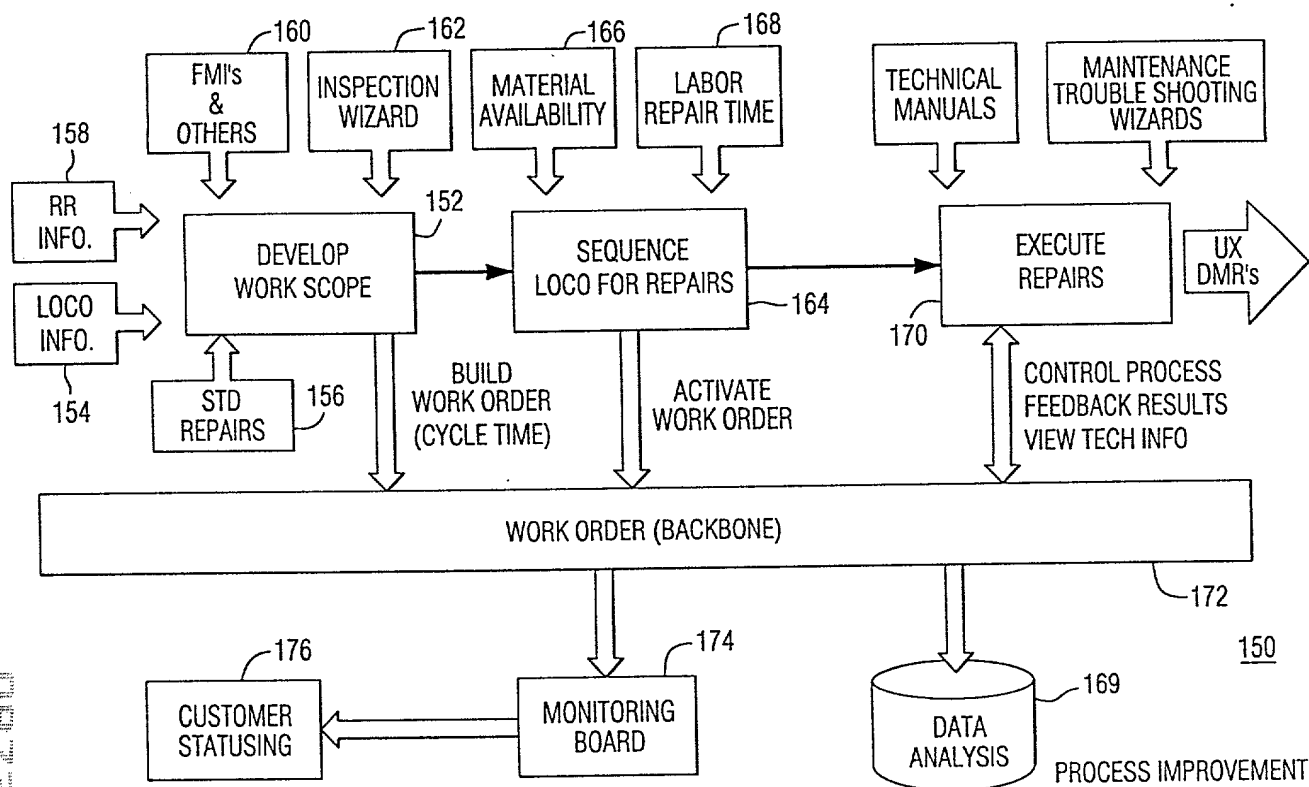 160
162
166
168
FMI's
&
OTHERS
INSPECTION
WIZARD
MATERIAL
AVAILABILITY
LABOR
REPAIR TIME
TECHNICAL
MANUALS
MAINTENANCE
TROUBLE SHOOTING
WIZARDS
158
RR
INFO.
152
DEVELOP
WORK SCOPE
SEQUENCE
LOCO FOR REPAIRS
164
EXECUTE
REPAIRS
170
UX
DMR's
LOCO
INFO.
154
STD
REPAIRS
156
BUILD
WORK ORDER
(CYCLE TIME)
ACTIVATE
WORK ORDER
CONTROL PROCESS
FEEDBACK RESULTS
VIEW TECH INFO
WORK ORDER (BACKBONE)
172
176
174
150
CUSTOMER
STATUSING
MONITORING
BOARD
169
DATA
ANALYSIS
PROCESS IMPROVEMENT